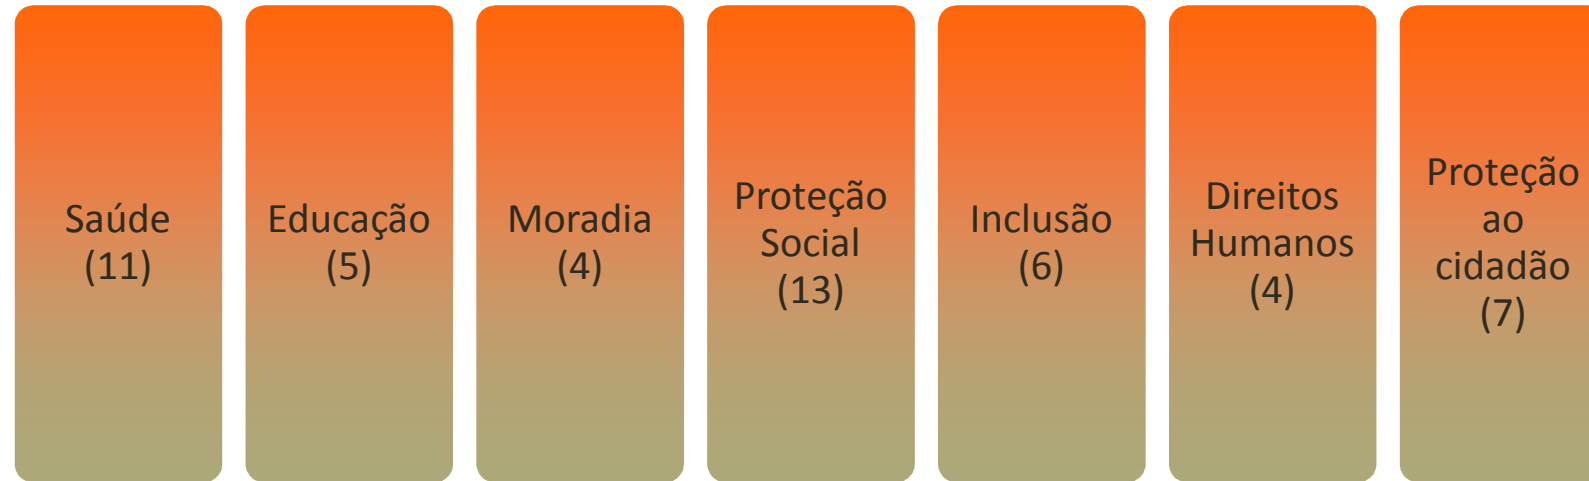 Saúde
(11)
Educação
(5)
Moradia
(4)
Proteção
Social
(13)
Inclusão
(6)
Direitos
Humanos
(4)
Proteção
ao
cidadão
(7)